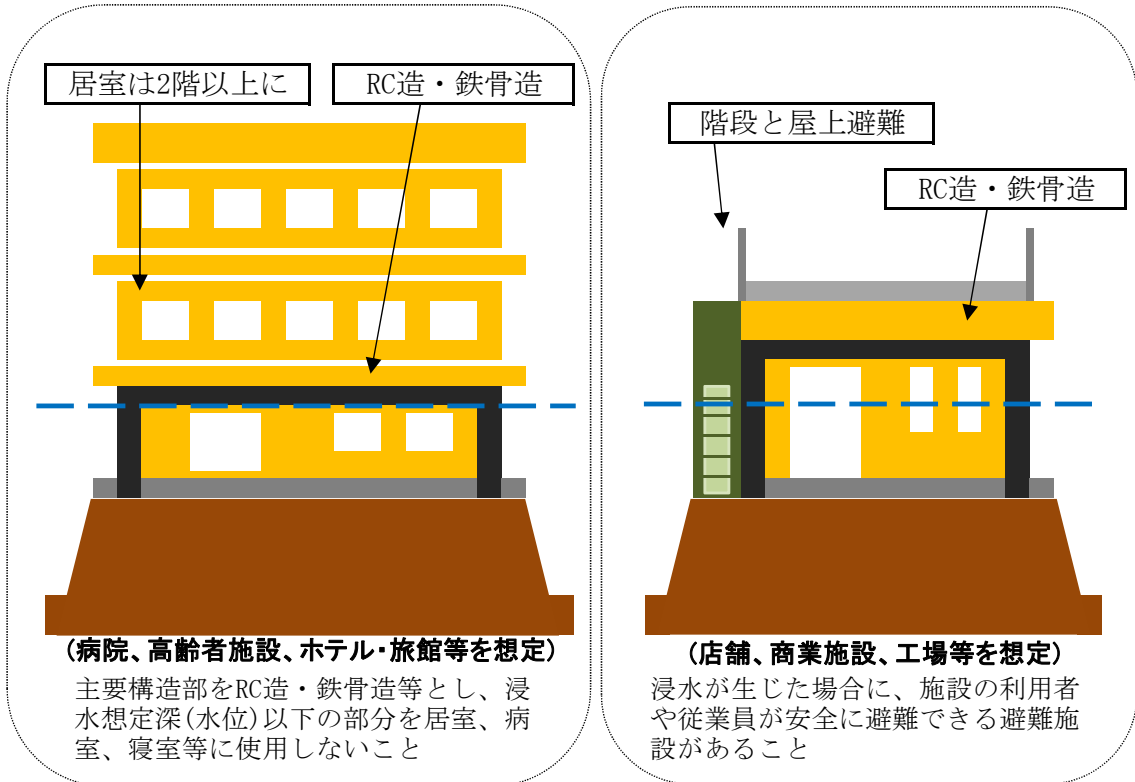 居室は2階以上に
RC造・鉄骨造
(病院、高齢者施設、ホテル・旅館等を想定)
主要構造部をRC造・鉄骨造等とし、浸
水想定深(水位)以下の部分を居室、病
室、寝室等に使用しないこと
階段と屋上避難
RC造・鉄骨造
(店舗、商業施設、工場等を想定)
浸水が生じた場合に、施設の利用者
や従業員が安全に避難できる避難施
設があること